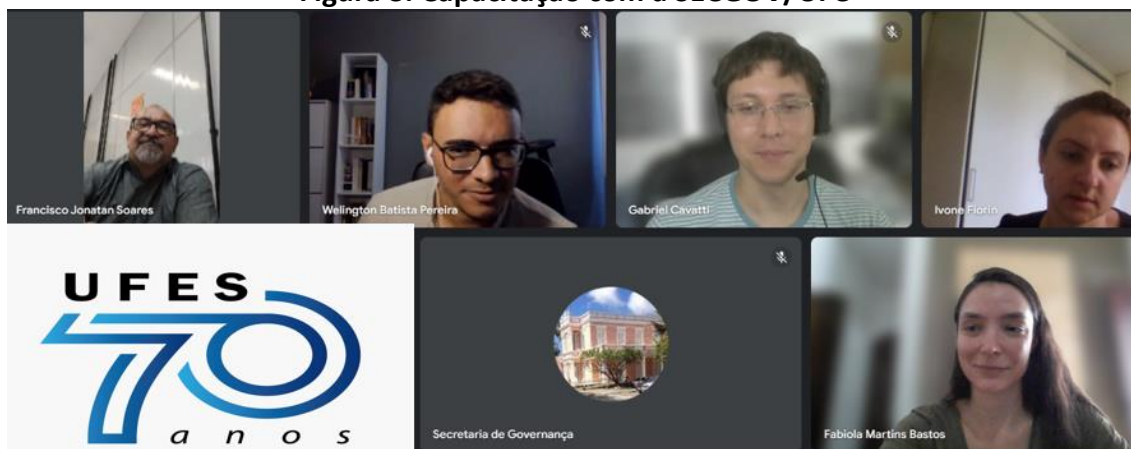 Francisco Jonatan Soares
Welington Batista Pereira
Gabriel Cavatti
Ivone Fiorin
UFES
70
anos
Secretaria de Governança
Fabiola Martins Bastos